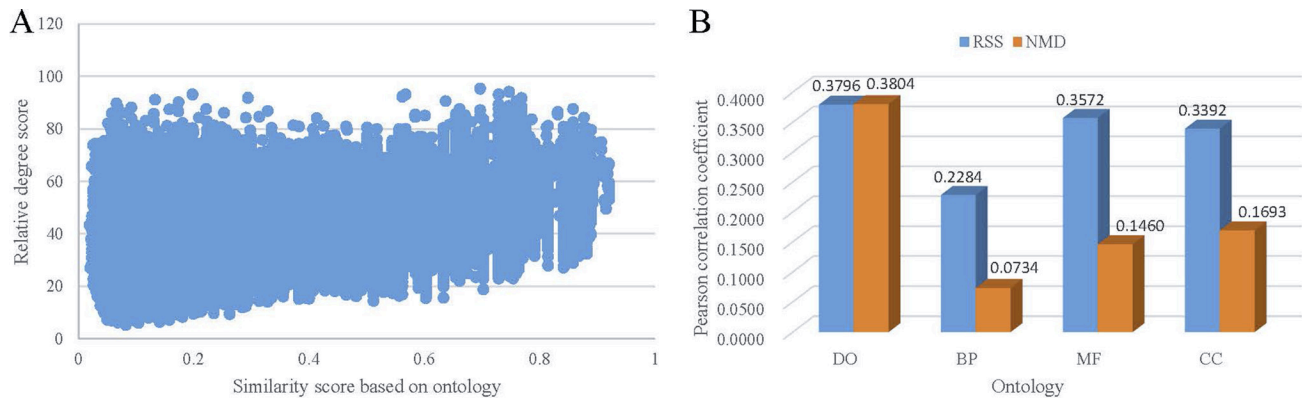 A
Relative degree score
120
100
80
60
40
20
0
0 0.2 0.4 0.6 0.8 1
Similarity score based on ontology
B
RSS NMD
Pearson correlation coefficient
0.4000
0.3500
0.3000
0.2500
0.2000
0.1500
0.1000
0.0500
0.0000
0.3796 0.3804
0.2284
0.0734
0.3572
0.1460
0.3392
0.1693
DO BP MF CC
Ontology